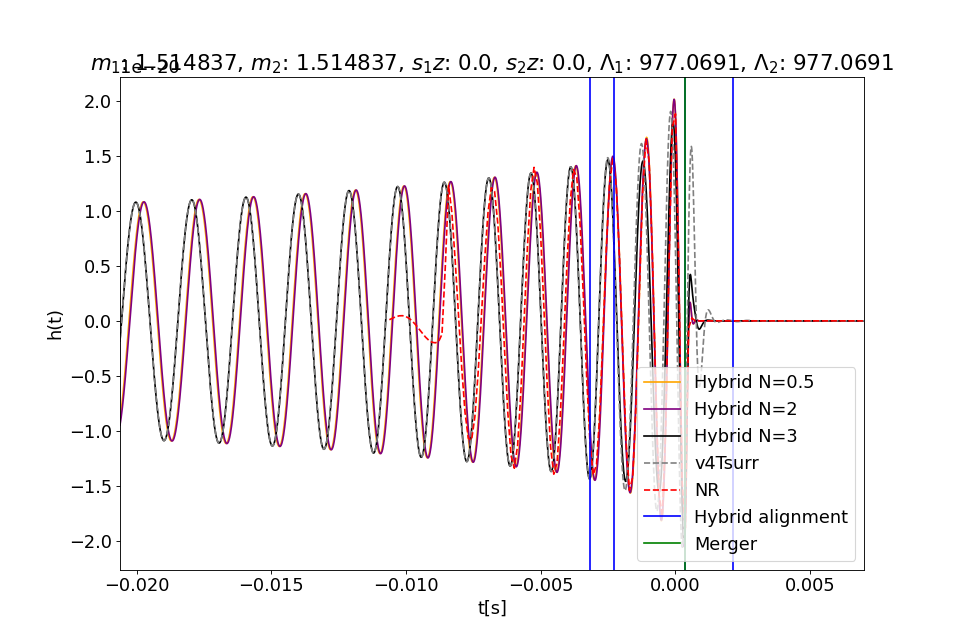 m₁: 1.514837, m₂: 1.514837, s₁z: 0.0, s₂z: 0.0, Λ₁: 977.0691, Λ₂: 977.0691
1e−20
2.0
1.5
1.0
0.5
0.0
−0.5
−1.0
−1.5
−2.0
h(t)
Hybrid N=0.5
Hybrid N=2
Hybrid N=3
v4Tsurr
NR
Hybrid alignment
Merger
−0.020 −0.015 −0.010 −0.005 0.000 0.005
t[s]